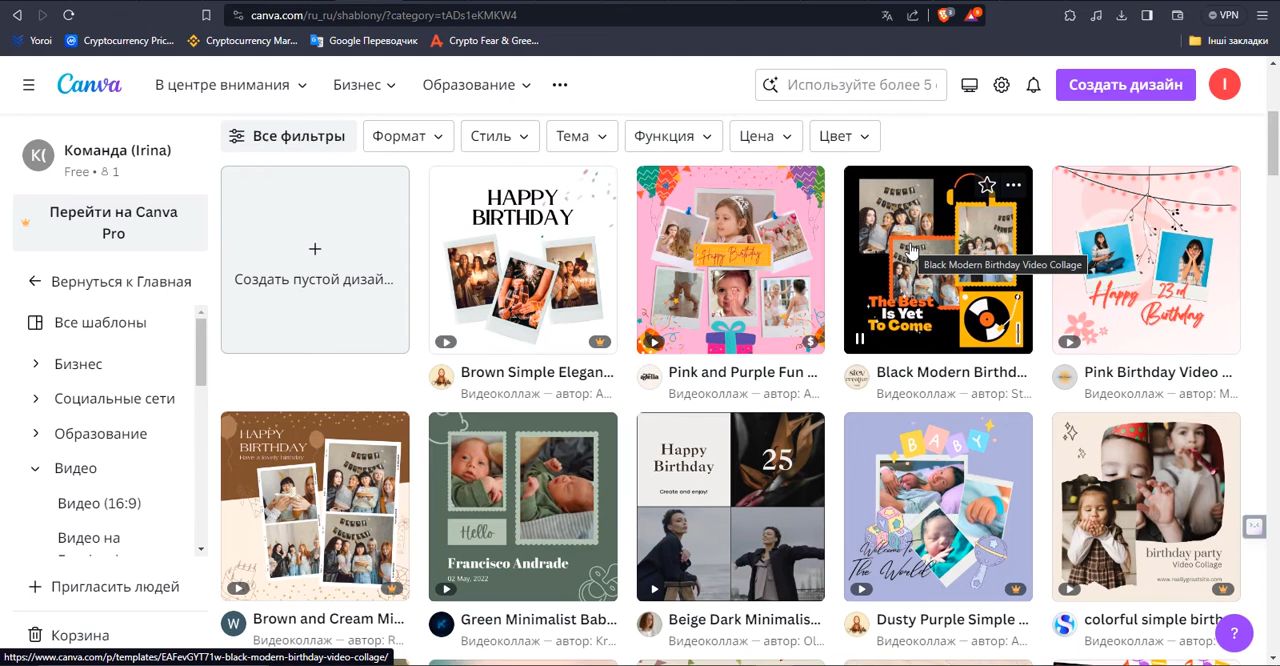 canva.com/ru_ru/shablony/?category=tADs1eKMKW4
VPN
Yoroi
Cryptocurrency Pric...
Cryptocurrency Mar...
Google Переводчик
Crypto Fear & Gree...
Інші закладки
Canva
В центре внимания
Бизнес
Образование
Используйте более 5
Создать дизайн
I
K(
Команда (Irina)
Free • 1
Перейти на Canva
Pro
Вернуться к Главная
Все шаблоны
Бизнес
Социальные сети
Образование
Видео
Видео (16:9)
Видео на
Пригласить людей
Корзина
Все фильтры
Формат
Стиль
Тема
Функция
Цена
Цвет
+
Создать пустой дизай...
HAPPY
BIRTHDAY
Happy Birthday
The Best
Is Yet
To Come
Black Modern Birthday Video Collage
Happy 23rd
Birthday
Brown Simple Elegan...
Видеоколлаж — автор: A...
Pink and Purple Fun ...
Видеоколлаж — автор: A...
Black Modern Birthd...
Видеоколлаж — автор: St...
Pink Birthday Video ...
Видеоколлаж — автор: M...
HAPPY
BIRTHDAY
Have a lovely birthday
Hello
Francisco Andrade
02 May, 2022
Happy
Birthday
Create and enjoy!
25
BABY
Welcome To
The World
birthday party
Video Collage
www.reallygreatsite.com
W
Brown and Cream Mi...
Видеоколлаж — автор: R...
Green Minimalist Bab...
Видеоколлаж — автор: Kr...
Beige Dark Minimalis...
Видеоколлаж — автор: Ol...
Dusty Purple Simple ...
Видеоколлаж — автор: A...
colorful simple birth...
Видеоколлаж — автор:
?
https://www.canva.com/p/templates/EAFevGYT71w-black-modern-birthday-video-collage/